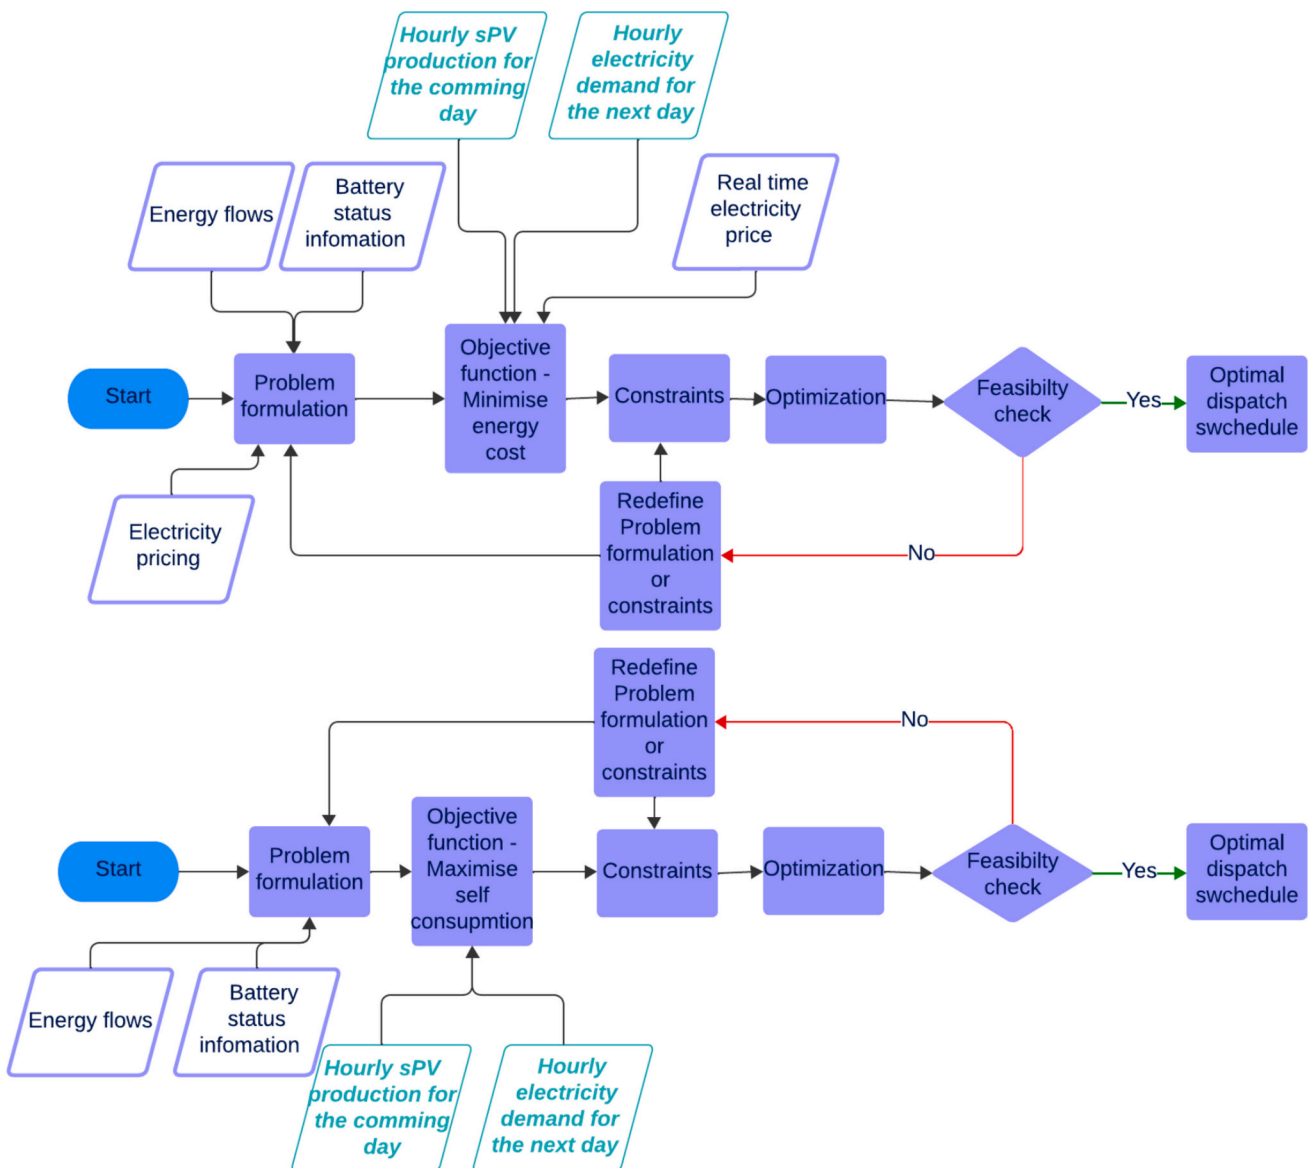 Hourly sPV
production for
the comming
day
Hourly
electricity
demand for
the next day
Energy flows
Battery
status
infomation
Real time
electricity
price
Start
Problem
formulation
Objective
function -
Minimise
energy
cost
Constraints
Optimization
Feasibilty
check
Yes
Optimal
dispatch
swchedule
Electricity
pricing
Redefine
Problem
formulation
or
constraints
No
Redefine
Problem
formulation
or
constraints
No
Start
Problem
formulation
Objective
function -
Maximise
self
consupmtion
Constraints
Optimization
Feasibilty
check
Yes
Optimal
dispatch
swchedule
Energy flows
Battery
status
infomation
Hourly sPV
production for
the comming
day
Hourly
electricity
demand for
the next day